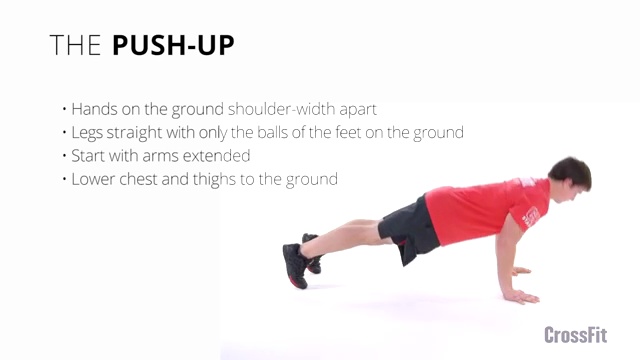 THE PUSH-UP
• Hands on the ground shoulder-width apart
• Legs straight with only the balls of the feet on the ground
• Start with arms extended
• Lower chest and thighs to the ground
CrossFit